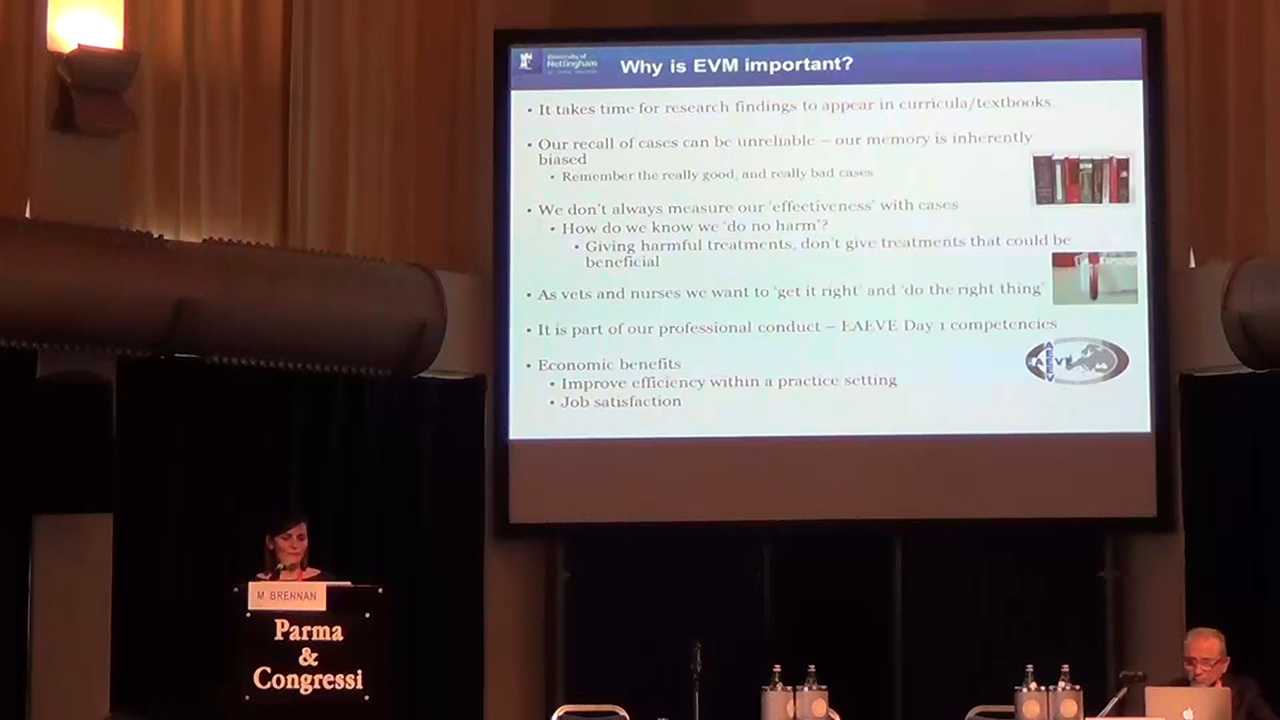 University of
Nottingham
Why is EVM important?
• It takes time for research findings to appear in curricula/textbooks
• Our recall of cases can be unreliable – our memory is inherently
biased
• Remember the really good, and really bad cases
• We don't always measure our 'effectiveness' with cases
• How do we know we 'do no harm'?
• Giving harmful treatments, don't give treatments that could be
beneficial
• As vets and nurses we want to 'get it right' and 'do the right thing'
• It is part of our professional conduct – EAEVE Day 1 competencies
• Economic benefits
• Improve efficiency within a practice setting
• Job satisfaction
M BRENNAN
Parma
&
Congressi